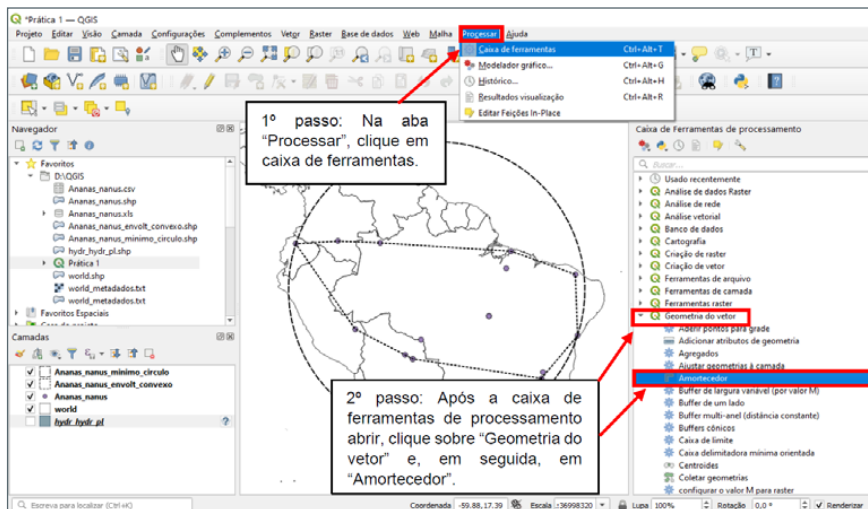 *Prática 1 — QGIS
Projeto Editar Visão Camada Configurações Complementos Vetor Raster Base de dados Web Malha Processar Ajuda
Caixa de ferramentas Ctrl+Alt+T
Modelador gráfico... Ctrl+Alt+G
Histórico... Ctrl+Alt+H
Resultados visualização Ctrl+Alt+R
Editar Feições In-Place
1º passo: Na aba
“Processar”, clique em
caixa de ferramentas.
Navegador
Favoritos
D:\QGIS
Ananas_nanus.csv
Ananas_nanus.shp
Ananas_nanus.xls
Ananas_nanus_envolt_convexo.shp
Ananas_nanus_minimo_circulo.shp
hydr_hydr_pl.shp
Prática 1
world.shp
world_metadados.txt
world_metadados.txt
Favoritos Espaciais
Camadas
Ananas_nanus_minimo_circulo
Ananas_nanus_envolt_convexo
Ananas_nanus
world
hydr_hydr_pl
2º passo: Após a caixa de
ferramentas de processamento
abrir, clique sobre “Geometria do
vetor” e, em seguida, em
“Amortecedor”.
Caixa de Ferramentas de processamento
Buscar...
Usado recentemente
Análise de dados Raster
Análise de rede
Análise vetorial
Banco de dados
Cartografia
Criação de raster
Criação de vetor
Ferramentas de arquivo
Ferramentas de camada
Ferramentas raster
Geometria do vetor
Aderir pontos para grade
Adicionar atributos de geometria
Agregados
Ajustar geometrias à camada
Amortecedor
Buffer de largura variável (por valor M)
Buffer de um lado
Buffer multi-anel (distância constante)
Buffers cônicos
Caixa de limite
Caixa delimitadora mínima orientada
Centroides
Coletar geometrias
configurar o valor M para raster
Escreva para localizar (Ctrl+K)
Coordenada -59.88,17.39 Escala 1:36998320 Lupa 100% Rotação 0,0 ° Renderizar